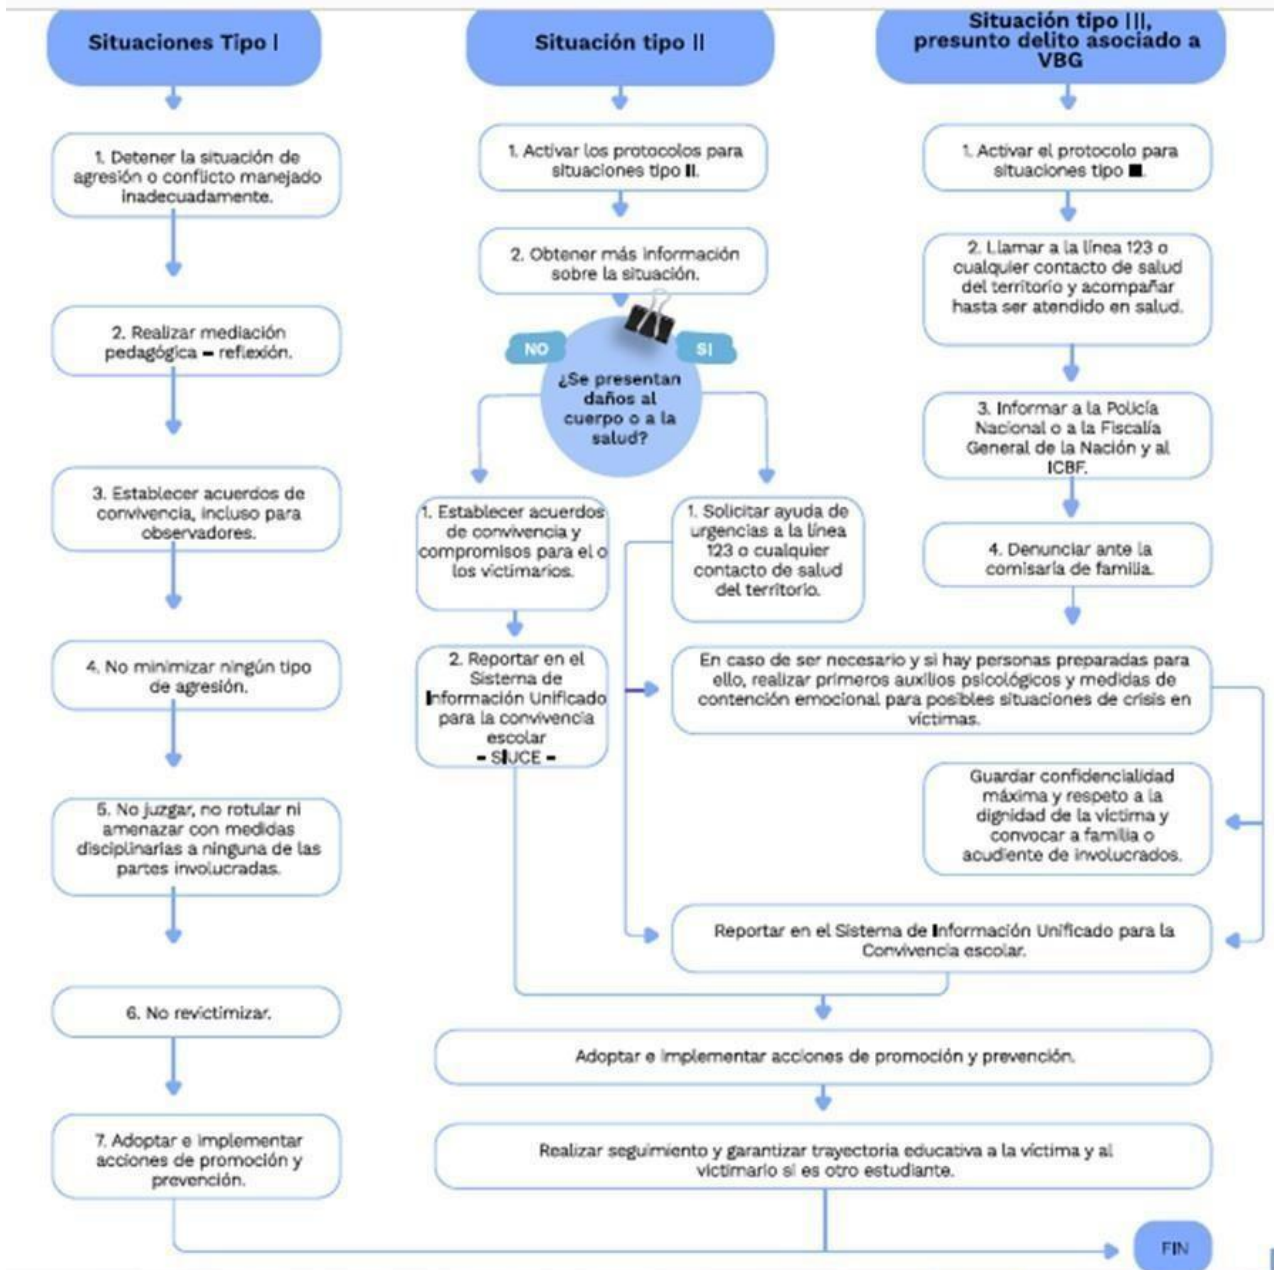 Situaciones Tipo I
1. Detener la situación de
agresión o conflicto manejado
inadecuadamente.
2. Realizar mediación
pedagógica – reflexión.
3. Establecer acuerdos de
convivencia, incluso para
observadores.
4. No minimizar ningún tipo
de agresión.
5. No juzgar, no rotular ni
amenazar con medidas
disciplinarias a ninguna de las
partes involucradas.
6. No revictimizar.
7. Adoptar e implementar
acciones de promoción y
prevención.
Situación tipo II
1. Activar los protocolos para
situaciones tipo II.
2. Obtener más información
sobre la situación.
NO
SI
¿Se presentan
daños al
cuerpo o a la
salud?
1. Establecer acuerdos
de convivencia y
compromisos para el o
los victimarios.
2. Reportar en el
Sistema de
Información Unificado
para la convivencia
escolar
– SIUCE –
1. Solicitar ayuda de
urgencias a la línea
123 o cualquier
contacto de salud
del territorio.
Situación tipo III,
presunto delito asociado a
VBG
1. Activar el protocolo para
situaciones tipo
2. Llamar a la línea 123 o
cualquier contacto de salud
del territorio y acompañar
hasta ser atendido en salud.
3. Informar a la Policía
Nacional o a la Fiscalía
General de la Nación y al
ICBF.
4. Denunciar ante la
comisaría de familia.
En caso de ser necesario y si hay personas preparadas para
ello, realizar primeros auxilios psicológicos y medidas de
contención emocional para posibles situaciones de crisis en
víctimas.
Guardar confidencialidad
máxima y respeto a la
dignidad de la víctima y
convocar a familia o
acudiente de involucrados.
Reportar en el Sistema de Información Unificado para la
Convivencia escolar.
Adoptar e implementar acciones de promoción y prevención.
Realizar seguimiento y garantizar trayectoria educativa a la víctima y al
victimario si es otro estudiante.
FIN